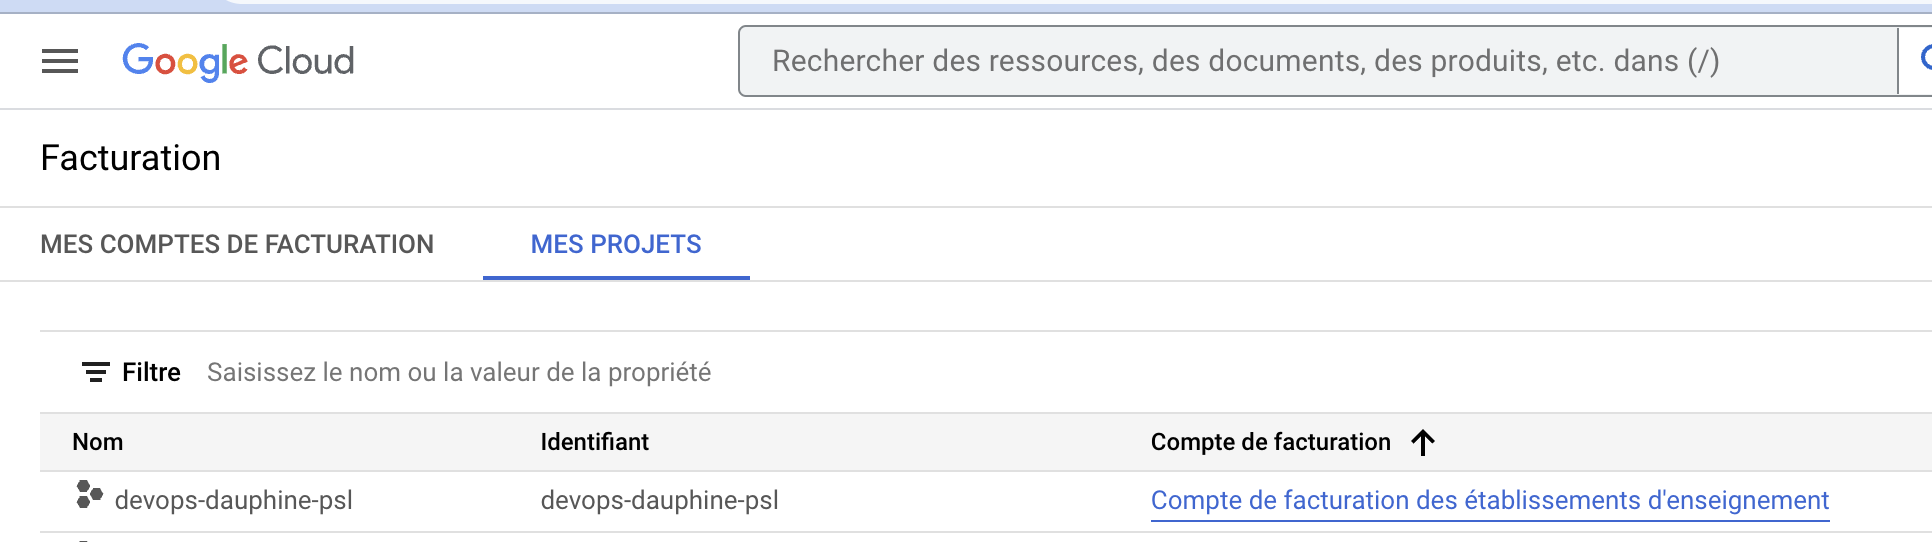 Google Cloud
Rechercher des ressources, des documents, des produits, etc. dans (/)
Facturation
MES COMPTES DE FACTURATION
MES PROJETS
Filtre Saisissez le nom ou la valeur de la propriété
Nom Identifiant Compte de facturation
devops-dauphine-psl devops-dauphine-psl Compte de facturation des établissements d'enseignement